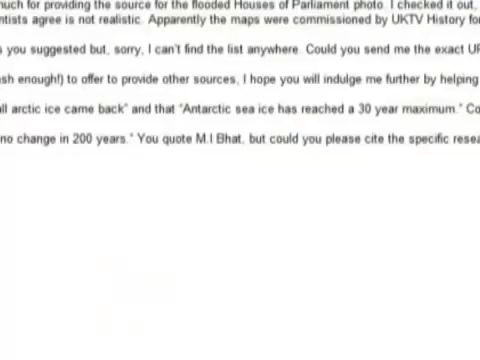 much for providing the source for the flooded Houses of Parliament photo. I checked it out,
ntists agree is not realistic. Apparently the maps were commissioned by UKTV History fo
s you suggested but, sorry, I can't find the list anywhere. Could you send me the exact UR
sh enough!) to offer to provide other sources, I hope you will indulge me further by helping
all arctic ice came back" and that "Antarctic sea ice has reached a 30 year maximum." Co
no change in 200 years." You quote M.I Bhat, but could you please cite the specific resea